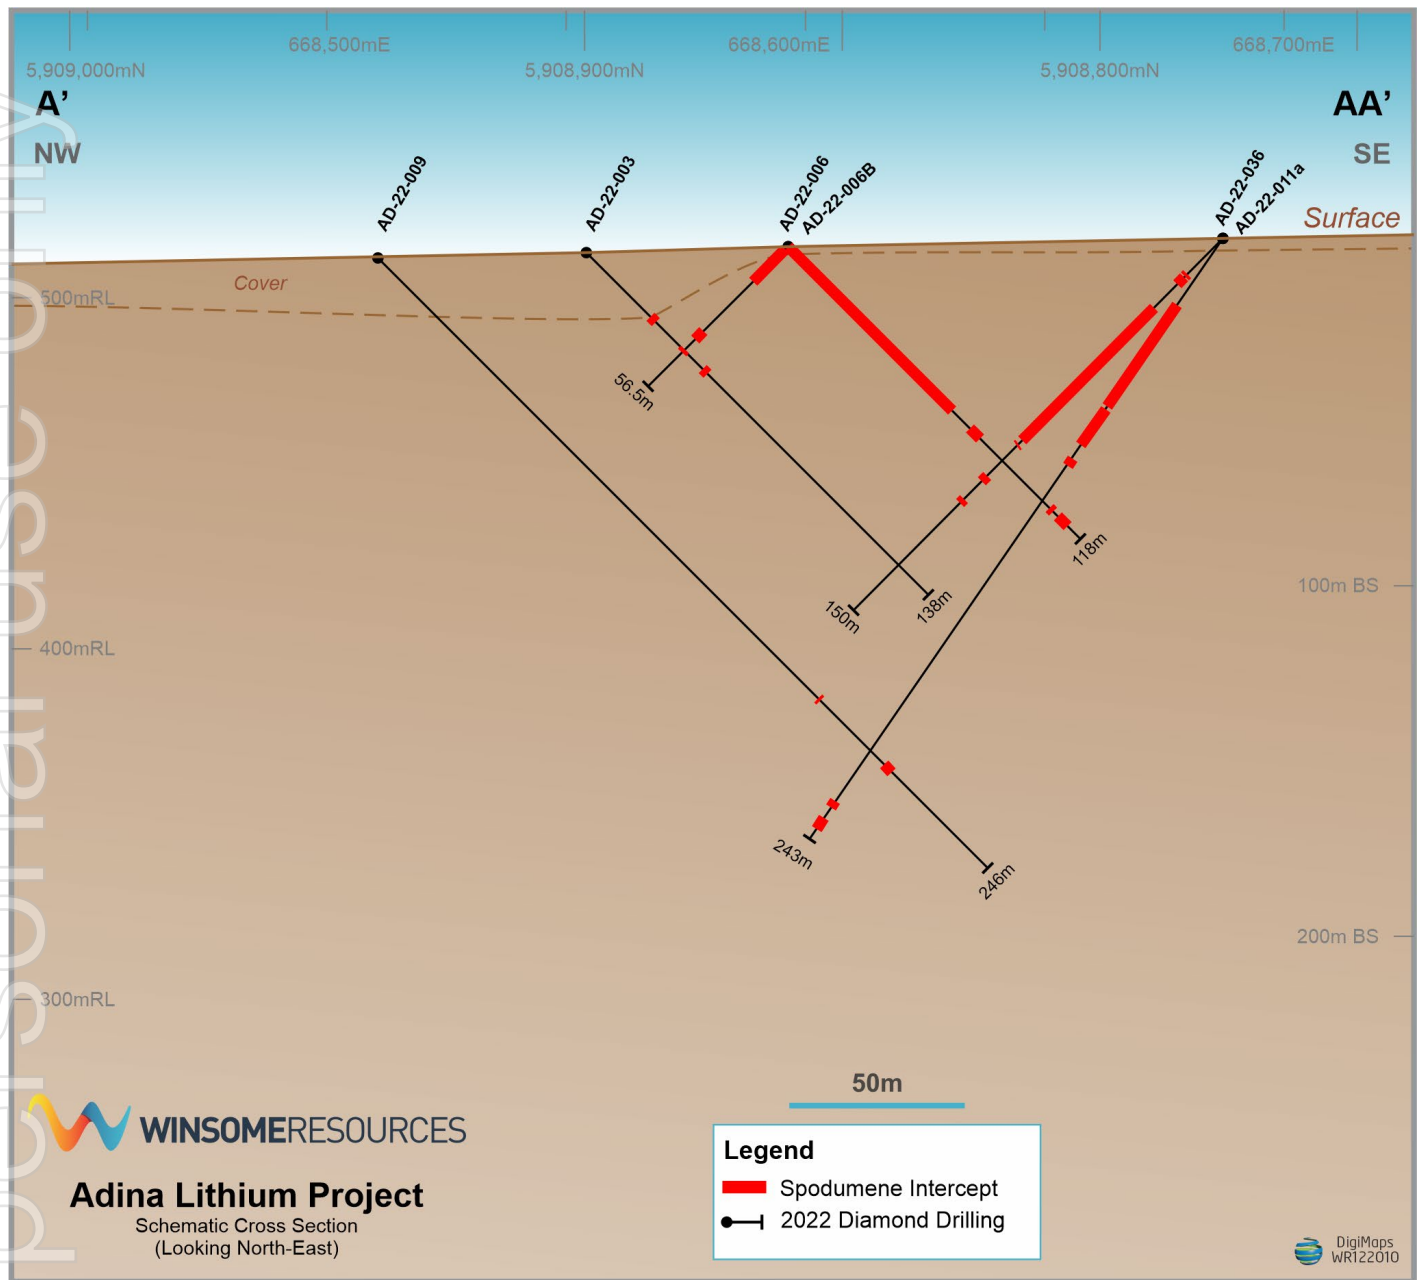 668,500mE
668,600mE
668,700mE
5,909,000mN
5,908,900mN
5,908,800mN
A’
AA’
NW
SE
AD-22-009
AD-22-003
AD-22-006
AD-22-006B
AD-22-036
AD-22-011a
Surface
Cover
500mRL
56.5m
118m
100m BS
150m
138m
400mRL
243m
246m
200m BS
300mRL
50m
WINSOMERESOURCES
Adina Lithium Project
Schematic Cross Section
(Looking North-East)
Legend
Spodumene Intercept
2022 Diamond Drilling
DigiMaps
WR122010
personal use only